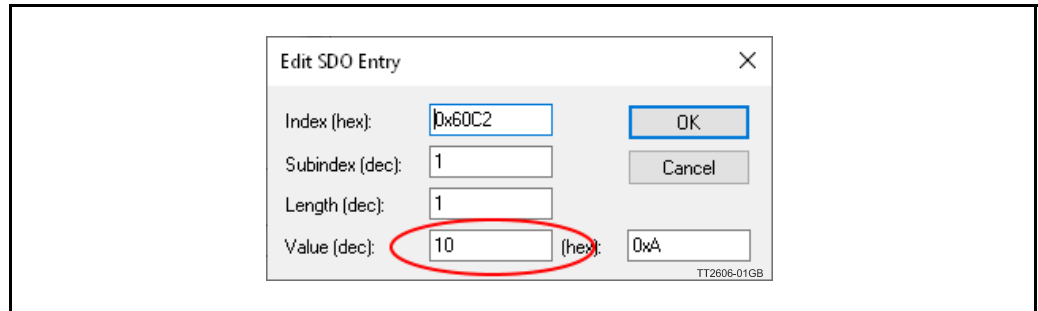 Edit SDO Entry
Index (hex): 0x60C2 OK
Subindex (dec): 1 Cancel
Length (dec): 1
Value (dec): 10 (hex): 0xA
TT2606-01GB